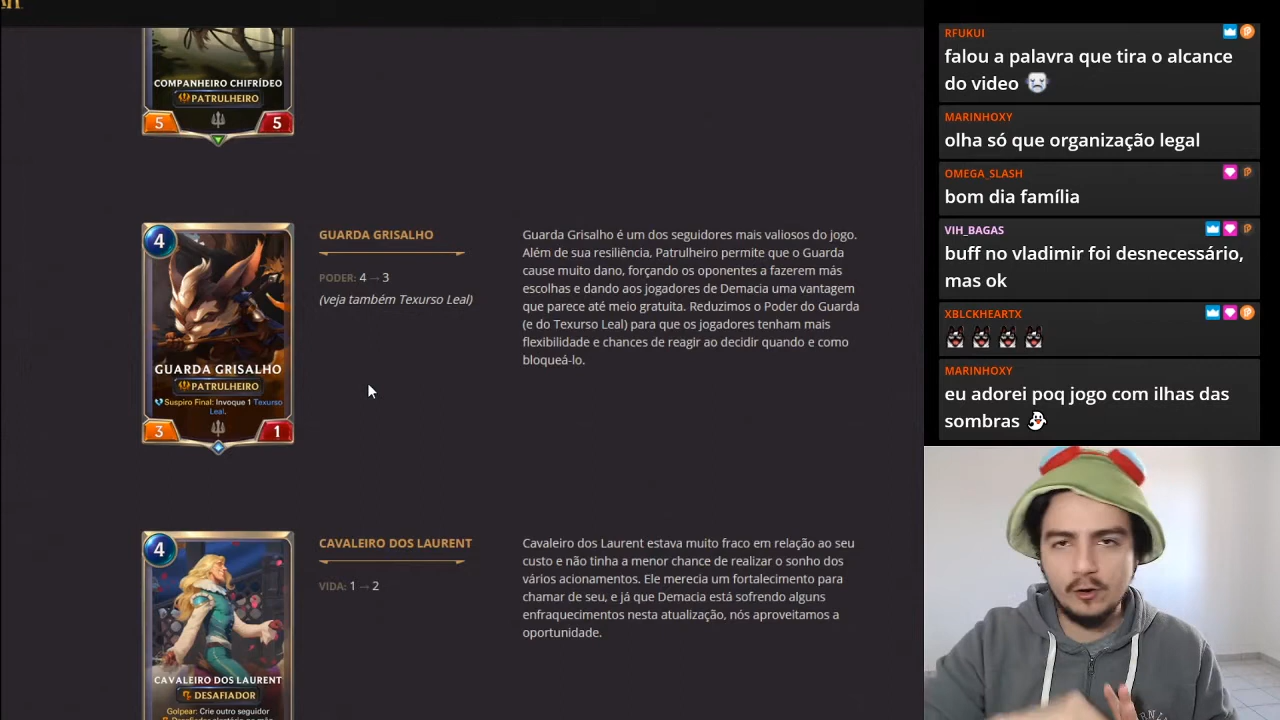 COMPANHEIRO CHIFRÍDEO
PATRULHEIRO
5
5
4
GUARDA GRISALHO
PATRULHEIRO
Suspiro Final: Invoque 1 Texurso
Leal.
3
1
GUARDA GRISALHO
PODER: 4 → 3
(veja também Texurso Leal)
Guarda Grisalho é um dos seguidores mais valiosos do jogo.
Além de sua resiliência, Patrulheiro permite que o Guarda
cause muito dano, forçando os oponentes a fazerem más
escolhas e dando aos jogadores de Demacia uma vantagem
que parece até meio gratuita. Reduzimos o Poder do Guarda
(e do Texurso Leal) para que os jogadores tenham mais
flexibilidade e chances de reagir ao decidir quando e como
bloqueá-lo.
4
CAVALEIRO DOS LAURENT
DESAFIADOR
Golpear: Crie outro seguidor
CAVALEIRO DOS LAURENT
VIDA: 1 → 2
Cavaleiro dos Laurent estava muito fraco em relação ao seu
custo e não tinha a menor chance de realizar o sonho dos
vários acionamentos. Ele merecia um fortalecimento para
chamar de seu, e já que Demacia está sofrendo alguns
enfraquecimentos nesta atualização, nós aproveitamos a
oportunidade.
RFUKUI
falou a palavra que tira o alcance
do video
MARINHOXY
olha só que organização legal
OMEGA_SLASH
bom dia família
VIH_BAGAS
buff no vladimir foi desnecessário,
mas ok
XBLCKHEARTX
MARINHOXY
eu adorei poq jogo com ilhas das
sombras